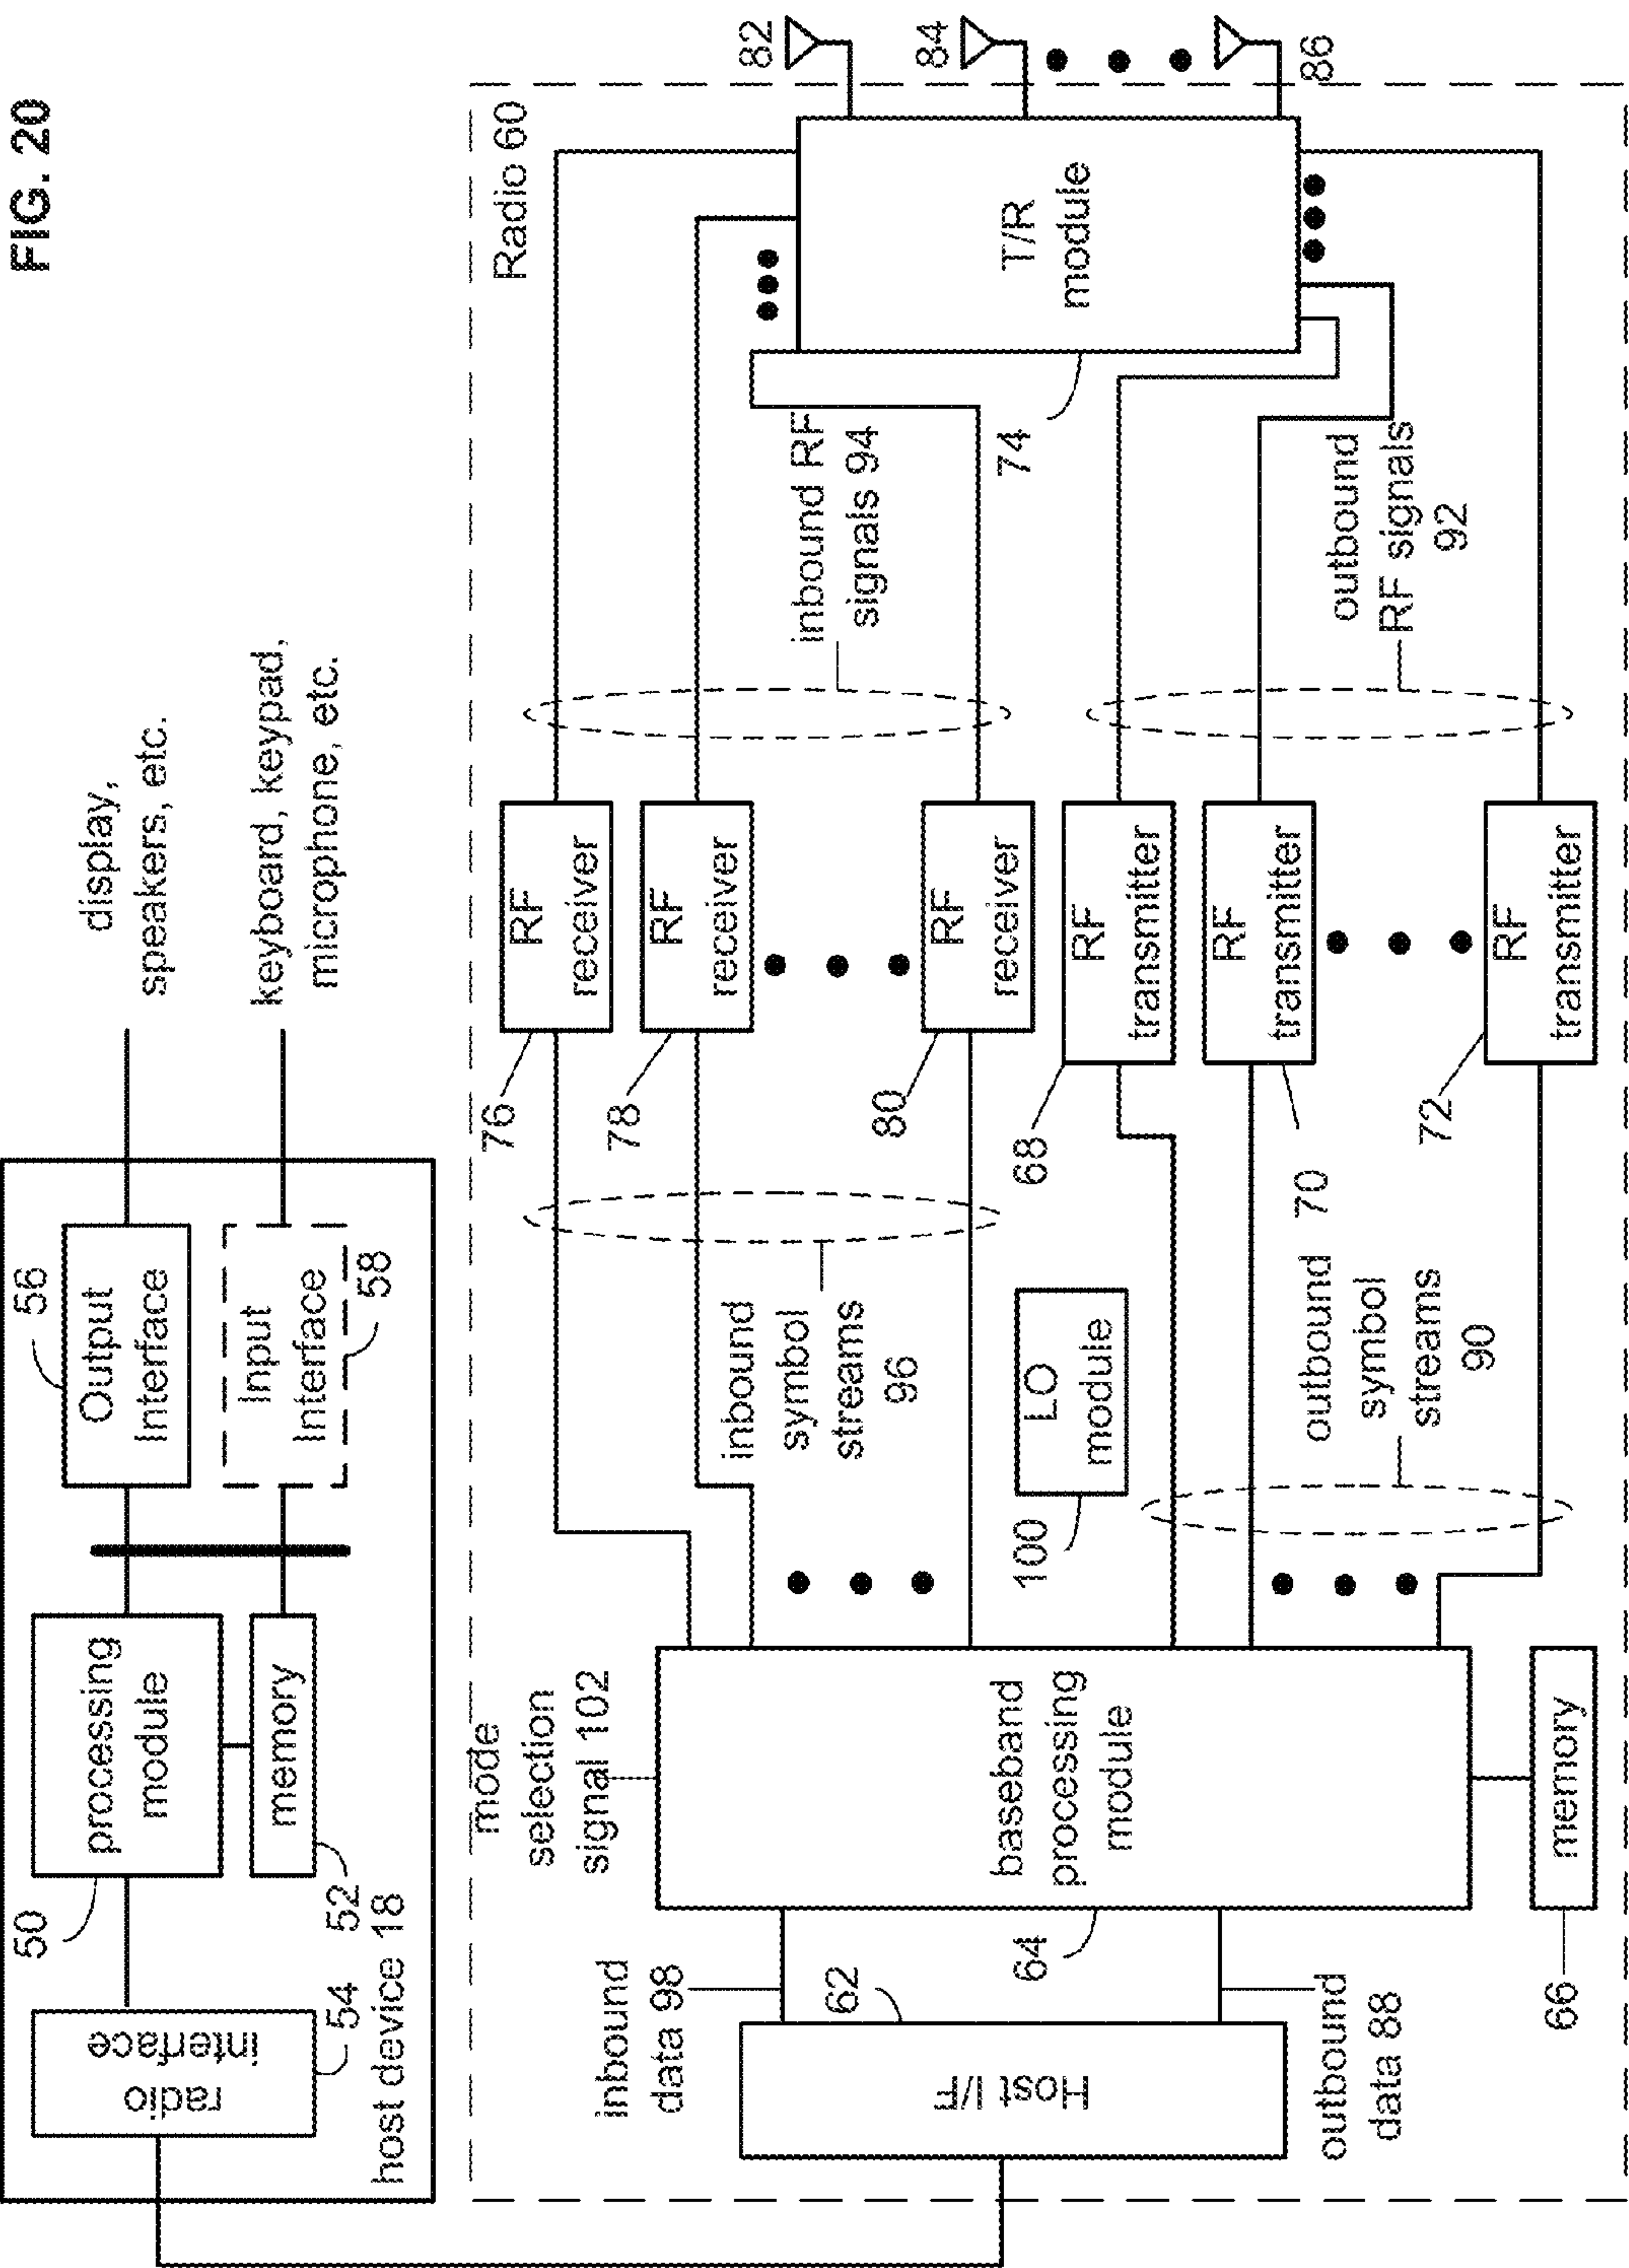 FIG. 20
display,
speakers, etc.
keyboard, keypad,
microphone, etc.
56
Output
Interface
Input
Interface
58
50
processing
module
memory
52
radio
interface
54
host device 18
Radio 60
82
84
86
T/R
module
74
inbound RF
signals 94
outbound
RF signals
92
RF
receiver
76
RF
receiver
78
RF
receiver
80
RF
transmitter
68
RF
transmitter
70
RF
transmitter
72
inbound
symbol
streams
96
LO
module
100
outbound
symbol
streams
90
mode
selection
signal 102
baseband
processing
module
64
memory
66
inbound
data 98
62
Host I/F
outbound
data 88